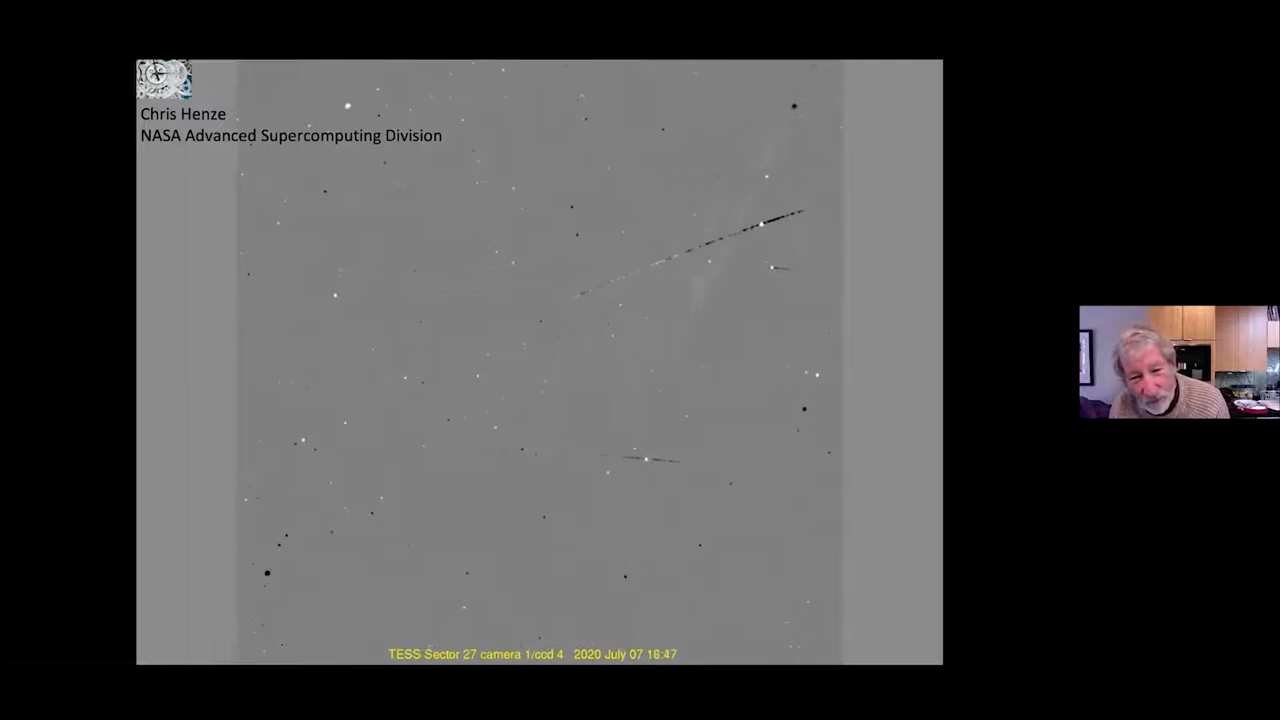 Chris Henze
NASA Advanced Supercomputing Division
TESS Sector 27 camera 1/ccd 4 2020 July 07 18:47